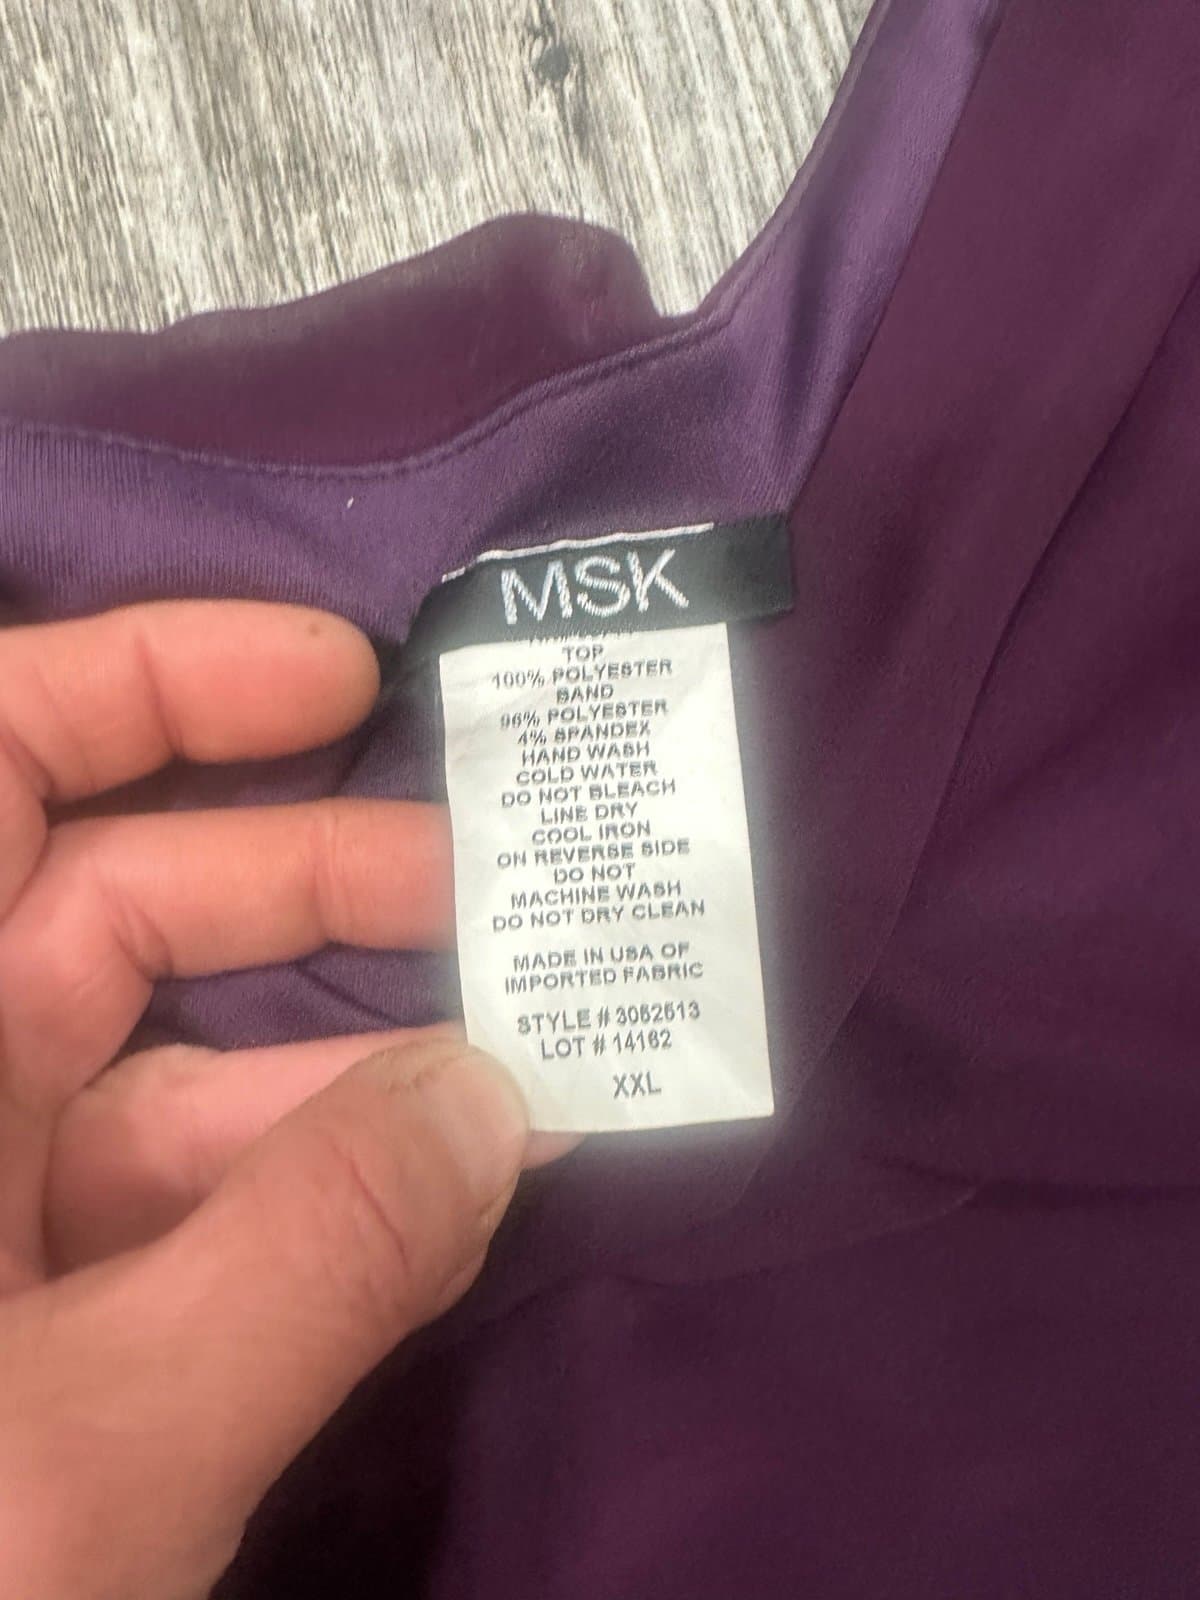 MSK
TOP
100% POLYESTER
BAND
96% POLYESTER
4% SPANDEX
HAND WASH
COLD WATER
DO NOT BLEACH
LINE DRY
COOL IRON
ON REVERSE SIDE
DO NOT
MACHINE WASH
DO NOT DRY CLEAN
MADE IN USA OF
IMPORTED FABRIC
STYLE # 3062513
LOT # 14162
XXL